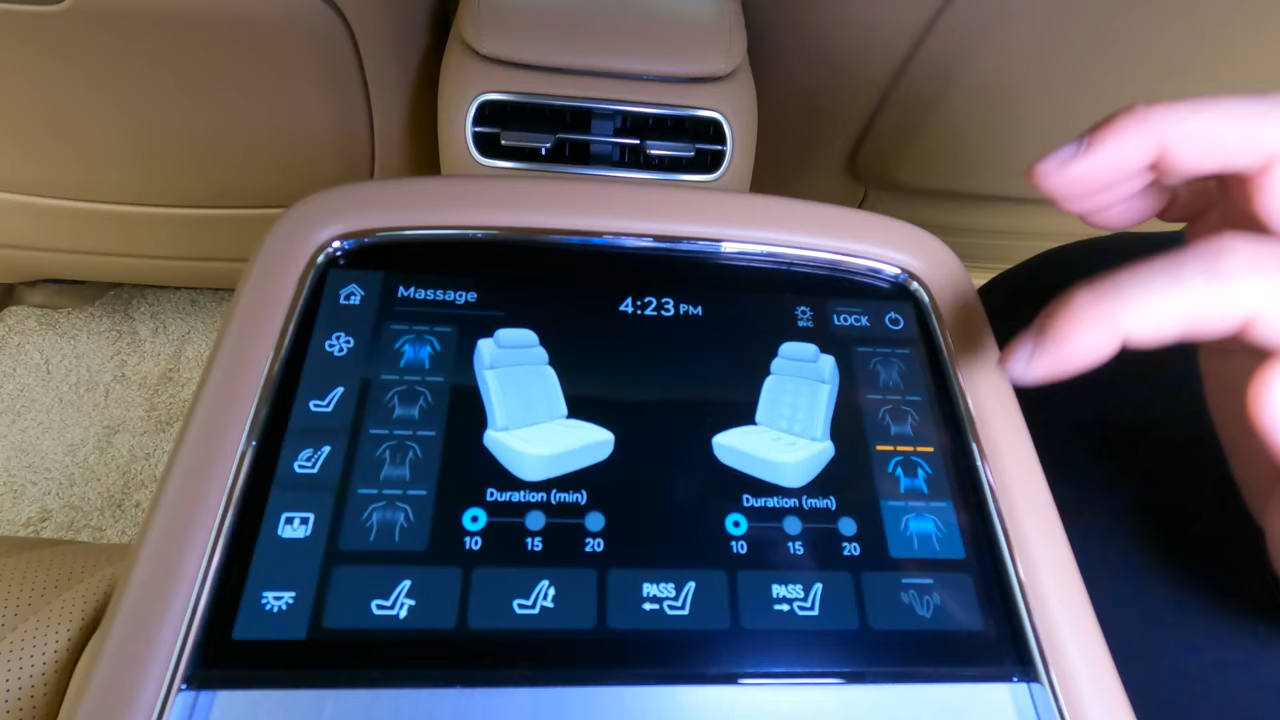 Massage
4:23 PM
LOCK
Duration (min)
10 15 20
Duration (min)
10 15 20
PASS
PASS